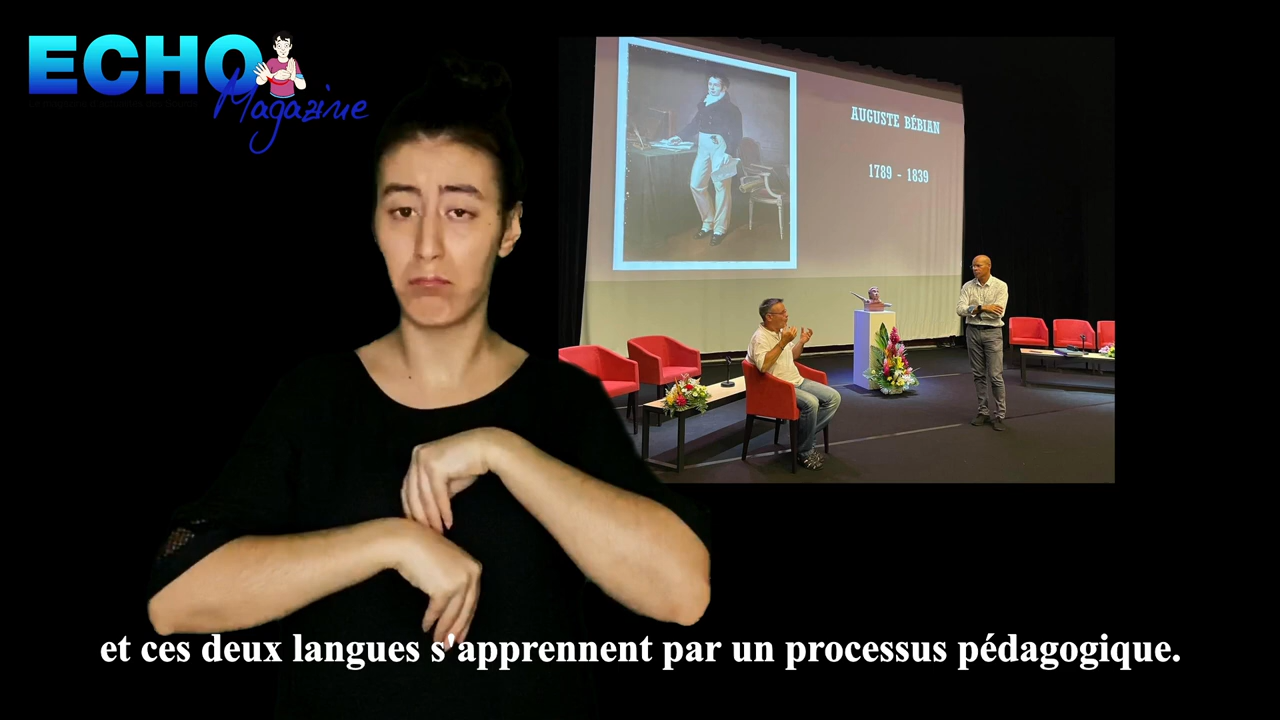 ECHO
Magazine
AUGUSTE BÉBIAN
1789 - 1839
et ces deux langues s'apprennent par un processus pédagogique.